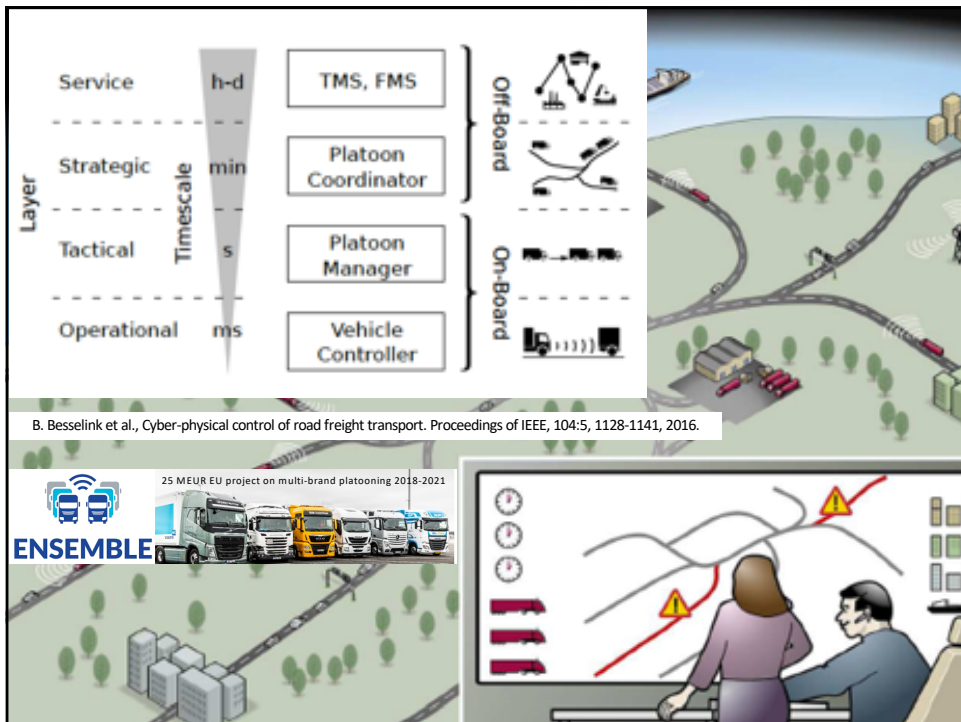 Layer
Timescale
Service
h-d
TMS, FMS
Strategic
min
Platoon
Coordinator
Off-Board
Tactical
s
Platoon
Manager
Operational
ms
Vehicle
Controller
On-Board
B. Besselink et al., Cyber-physical control of road freight transport. Proceedings of IEEE, 104:5, 1128-1141, 2016.
25 MEUR EU project on multi-brand platooning 2018-2021
ENSEMBLE